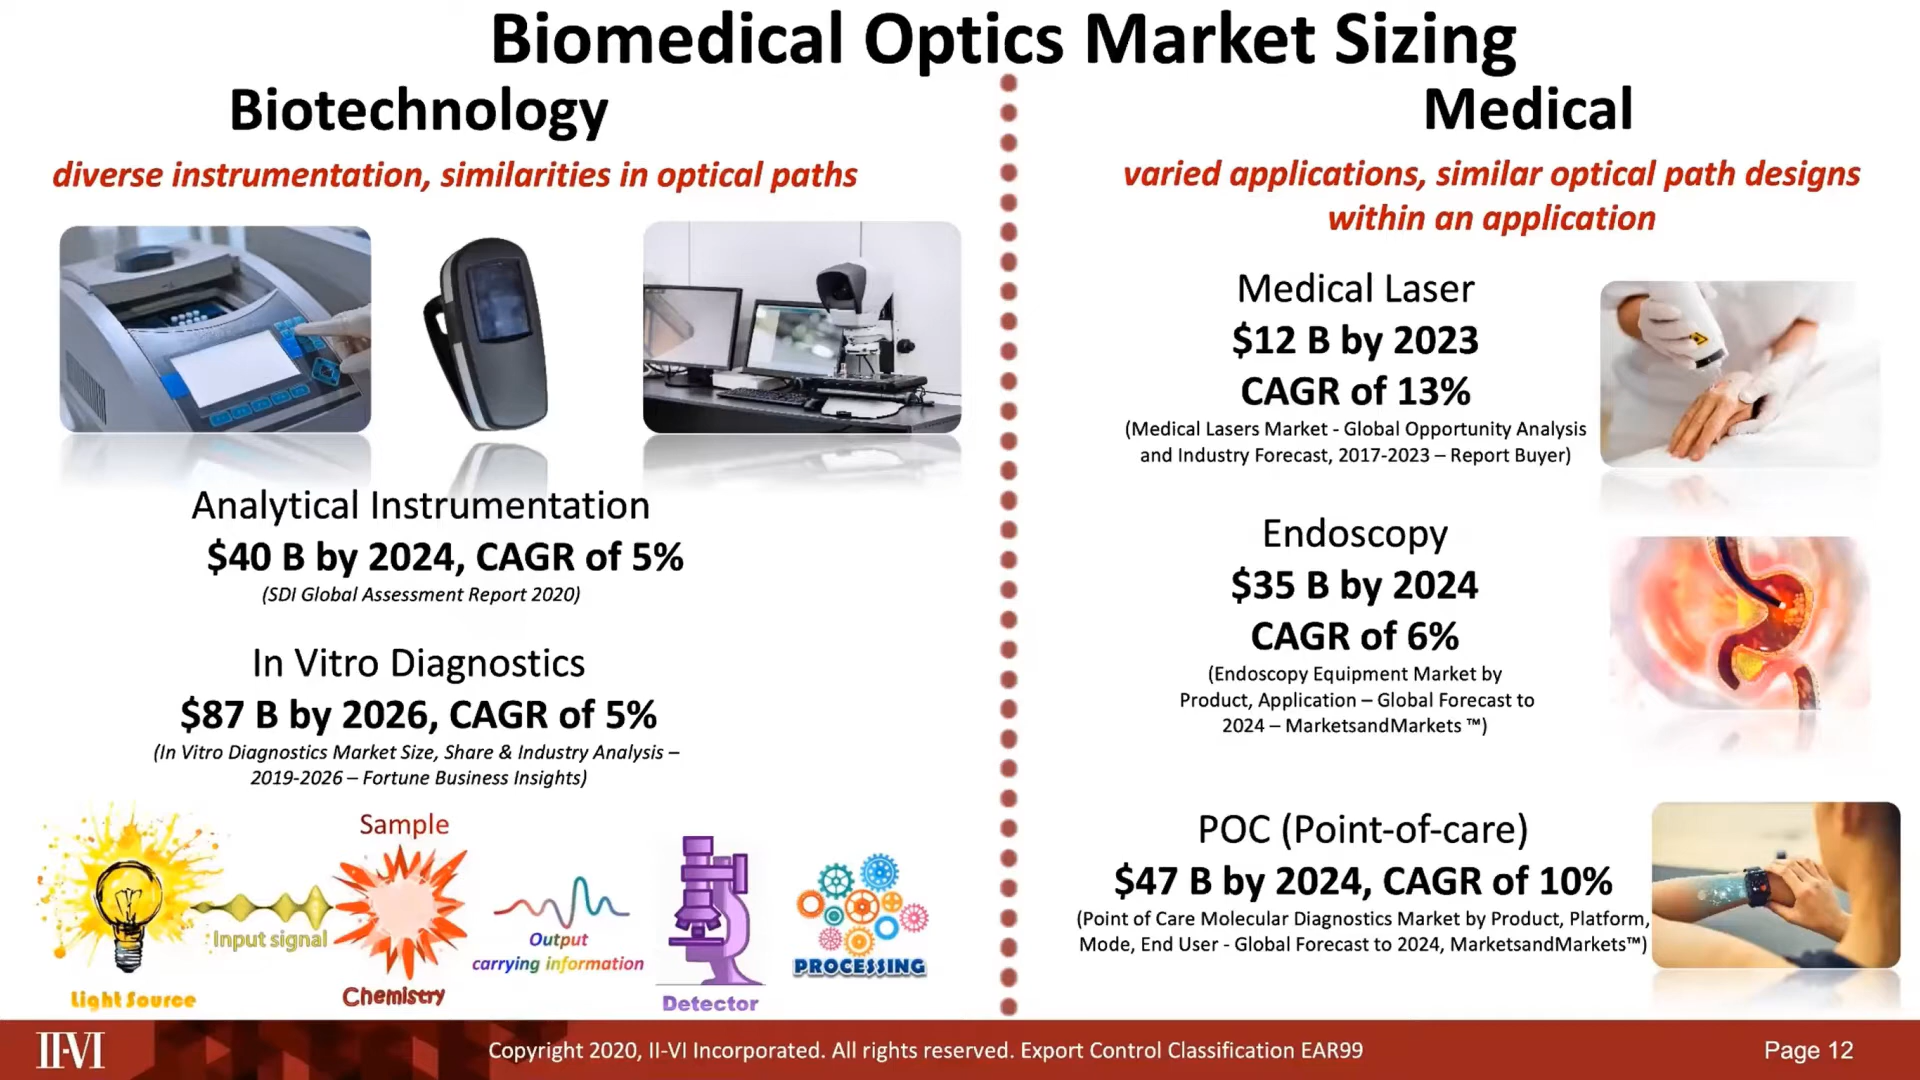 Biomedical Optics Market Sizing
Biotechnology
diverse instrumentation, similarities in optical paths
Analytical Instrumentation
$40 B by 2024, CAGR of 5%
(SDI Global Assessment Report 2020)
In Vitro Diagnostics
$87 B by 2026, CAGR of 5%
(In Vitro Diagnostics Market Size, Share & Industry Analysis –
2019-2026 – Fortune Business Insights)
Light Source
Input signal
Sample
Chemistry
Output
carrying information
Detector
PROCESSING
Medical
varied applications, similar optical path designs
within an application
Medical Laser
$12 B by 2023
CAGR of 13%
(Medical Lasers Market - Global Opportunity Analysis
and Industry Forecast, 2017-2023 – Report Buyer)
Endoscopy
$35 B by 2024
CAGR of 6%
(Endoscopy Equipment Market by
Product, Application – Global Forecast to
2024 – MarketsandMarkets ™)
POC (Point-of-care)
$47 B by 2024, CAGR of 10%
(Point of Care Molecular Diagnostics Market by Product, Platform,
Mode, End User - Global Forecast to 2024, MarketsandMarkets™)
II-VI
Copyright 2020, II-VI Incorporated. All rights reserved. Export Control Classification EAR99
Page 12